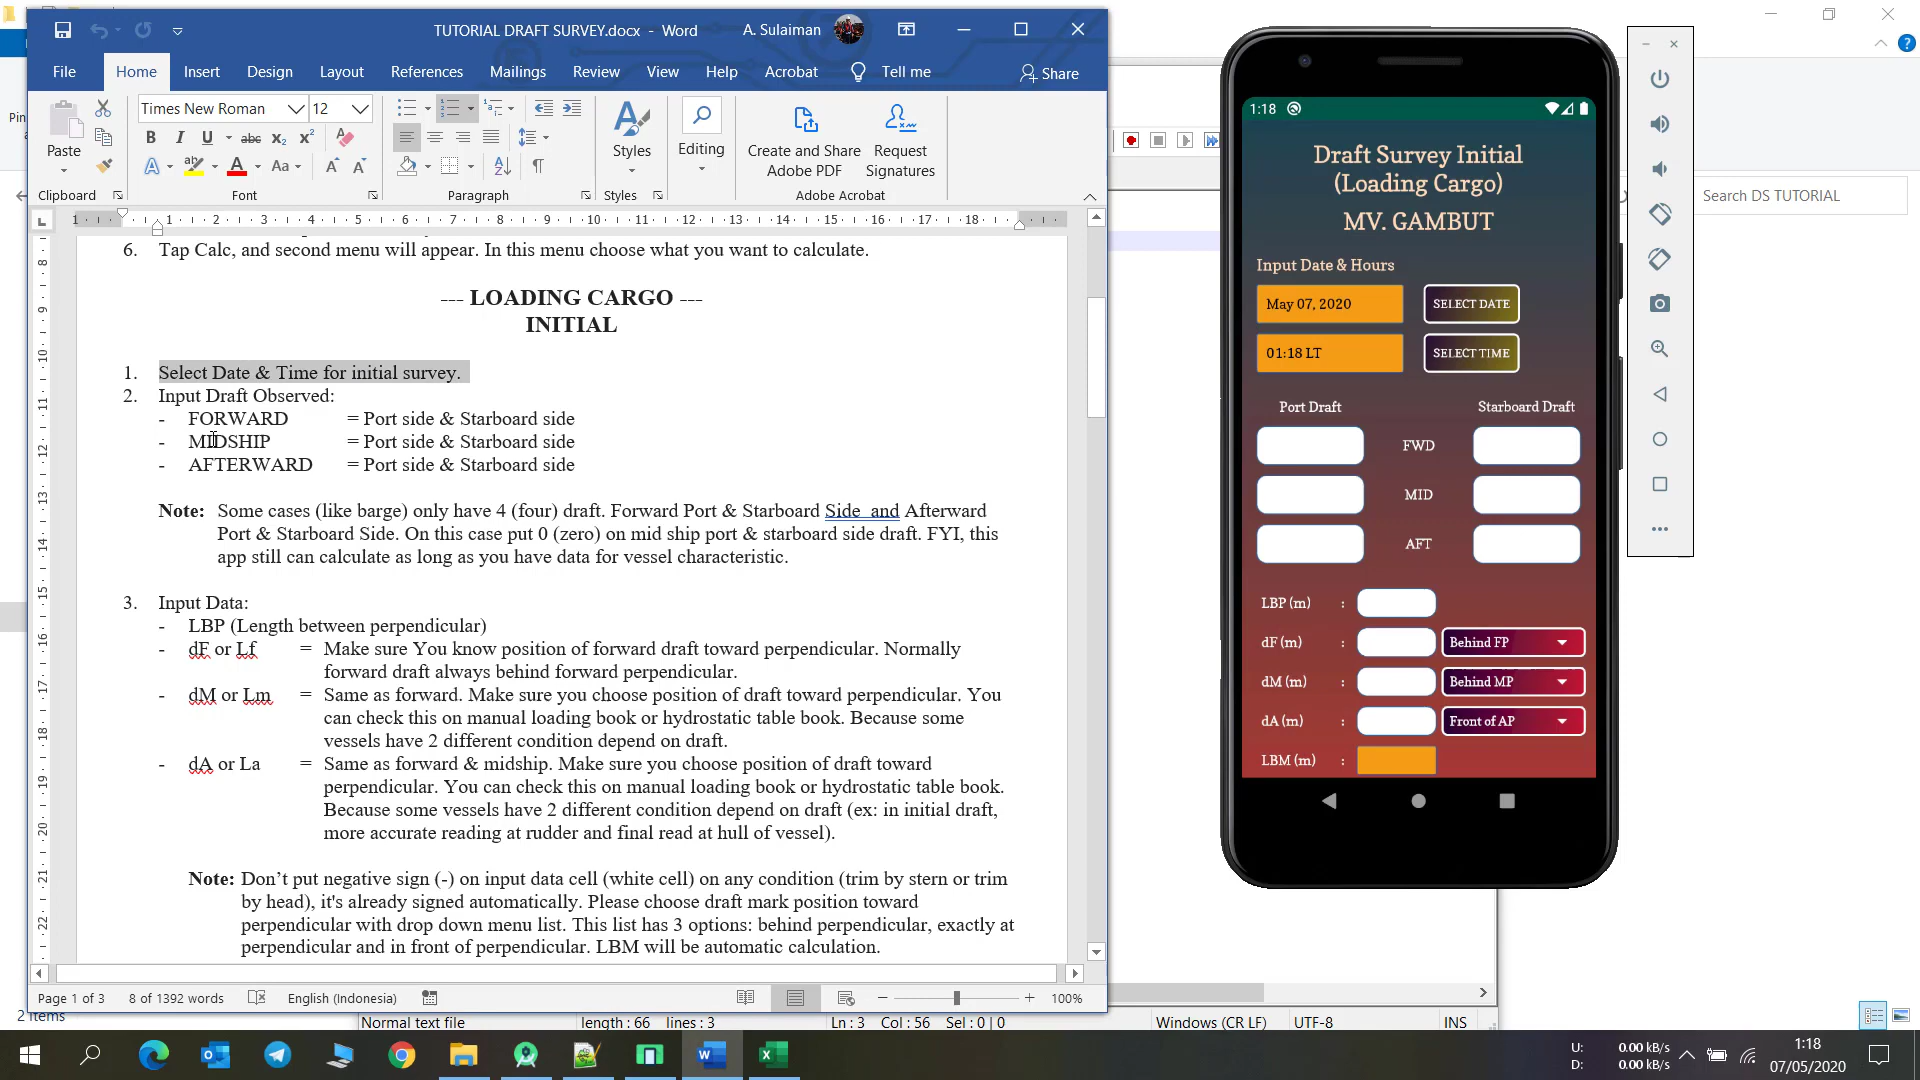 TUTORIAL DRAFT SURVEY.docx - Word
A. Sulaiman
File Home Insert Design Layout References Mailings Review View Help Acrobat Tell me Share
Times New Roman 12
Paste
Styles
Editing
Create and Share
Adobe PDF
Request
Signatures
Clipboard Font Paragraph Styles Adobe Acrobat
6. Tap Calc, and second menu will appear. In this menu choose what you want to calculate.
--- LOADING CARGO ---
INITIAL
1. Select Date & Time for initial survey.
2. Input Draft Observed:
- FORWARD = Port side & Starboard side
- MIDSHIP = Port side & Starboard side
- AFTERWARD = Port side & Starboard side
Note: Some cases (like barge) only have 4 (four) draft. Forward Port & Starboard Side and Afterward
Port & Starboard Side. On this case put 0 (zero) on mid ship port & starboard side draft. FYI, this
app still can calculate as long as you have data for vessel characteristic.
3. Input Data:
- LBP (Length between perpendicular)
- dF or Lf = Make sure You know position of forward draft toward perpendicular. Normally
forward draft always behind forward perpendicular.
- dM or Lm = Same as forward. Make sure you choose position of draft toward perpendicular. You
can check this on manual loading book or hydrostatic table book. Because some
vessels have 2 different condition depend on draft.
- dA or La = Same as forward & midship. Make sure you choose position of draft toward
perpendicular. You can check this on manual loading book or hydrostatic table book.
Because some vessels have 2 different condition depend on draft (ex: in initial draft,
more accurate reading at rudder and final read at hull of vessel).
Note: Don't put negative sign (-) on input data cell (white cell) on any condition (trim by stern or trim
by head), it's already signed automatically. Please choose draft mark position toward
perpendicular with drop down menu list. This list has 3 options: behind perpendicular, exactly at
perpendicular and in front of perpendicular. LBM will be automatic calculation.
Page 1 of 3 8 of 1392 words English (Indonesia) 100%
2 items
Normal text file length : 66 lines : 3 Ln : 3 Col : 56 Sel : 0 | 0 Windows (CR LF) UTF-8 INS
Search DS TUTORIAL
1:18
Draft Survey Initial
(Loading Cargo)
MV. GAMBUT
Input Date & Hours
May 07, 2020 SELECT DATE
01:18 LT SELECT TIME
Port Draft Starboard Draft
FWD
MID
AFT
LBP (m) :
dF (m) : Behind FP
dM (m) : Behind MP
dA (m) : Front of AP
LBM (m) :
U: 0.00 kB/s
D: 0.00 kB/s
1:18
07/05/2020